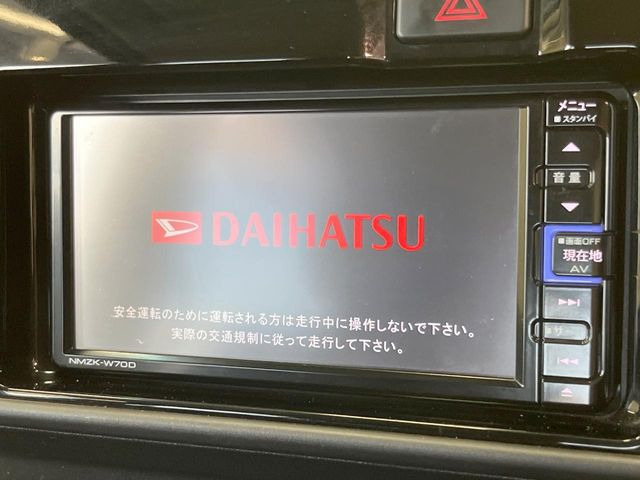 DAIHATSU
安全運転のために運転される方は走行中に操作しないで下さい。
実際の交通規制に従って走行して下さい。
NMZK-W70D
メニュー
■スタンバイ
音量
■画面OFF
現在地
AV